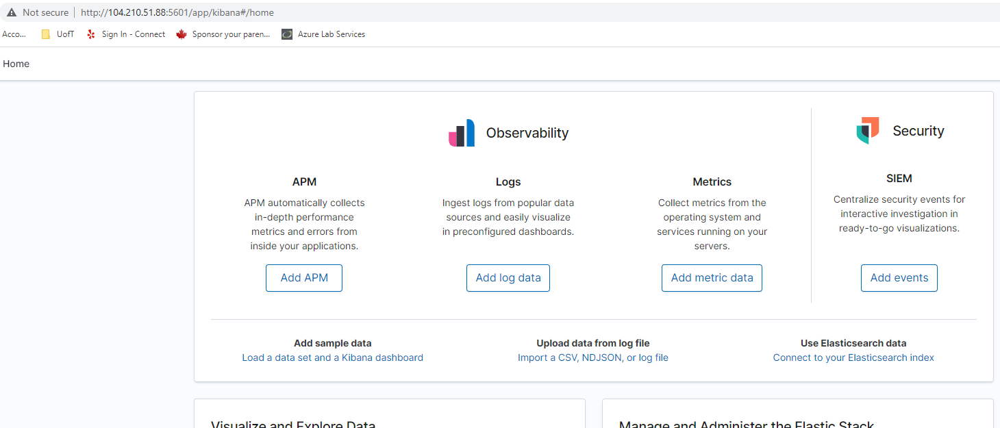 Not secure http://104.210.51.88:5601/app/kibana#/home
Acco... UofT Sign In - Connect Sponsor your paren... Azure Lab Services
Home
Observability
APM
APM automatically collects
in-depth performance
metrics and errors from
inside your applications.
Add APM
Logs
Ingest logs from popular data
sources and easily visualize
in preconfigured dashboards.
Add log data
Metrics
Collect metrics from the
operating system and
services running on your
servers.
Add metric data
Security
SIEM
Centralize security events for
interactive investigation in
ready-to-go visualizations.
Add events
Add sample data
Load a data set and a Kibana dashboard
Upload data from log file
Import a CSV, NDJSON, or log file
Use Elasticsearch data
Connect to your Elasticsearch index
Visualize and Explore Data
Manage and Administer the Elastic Stack